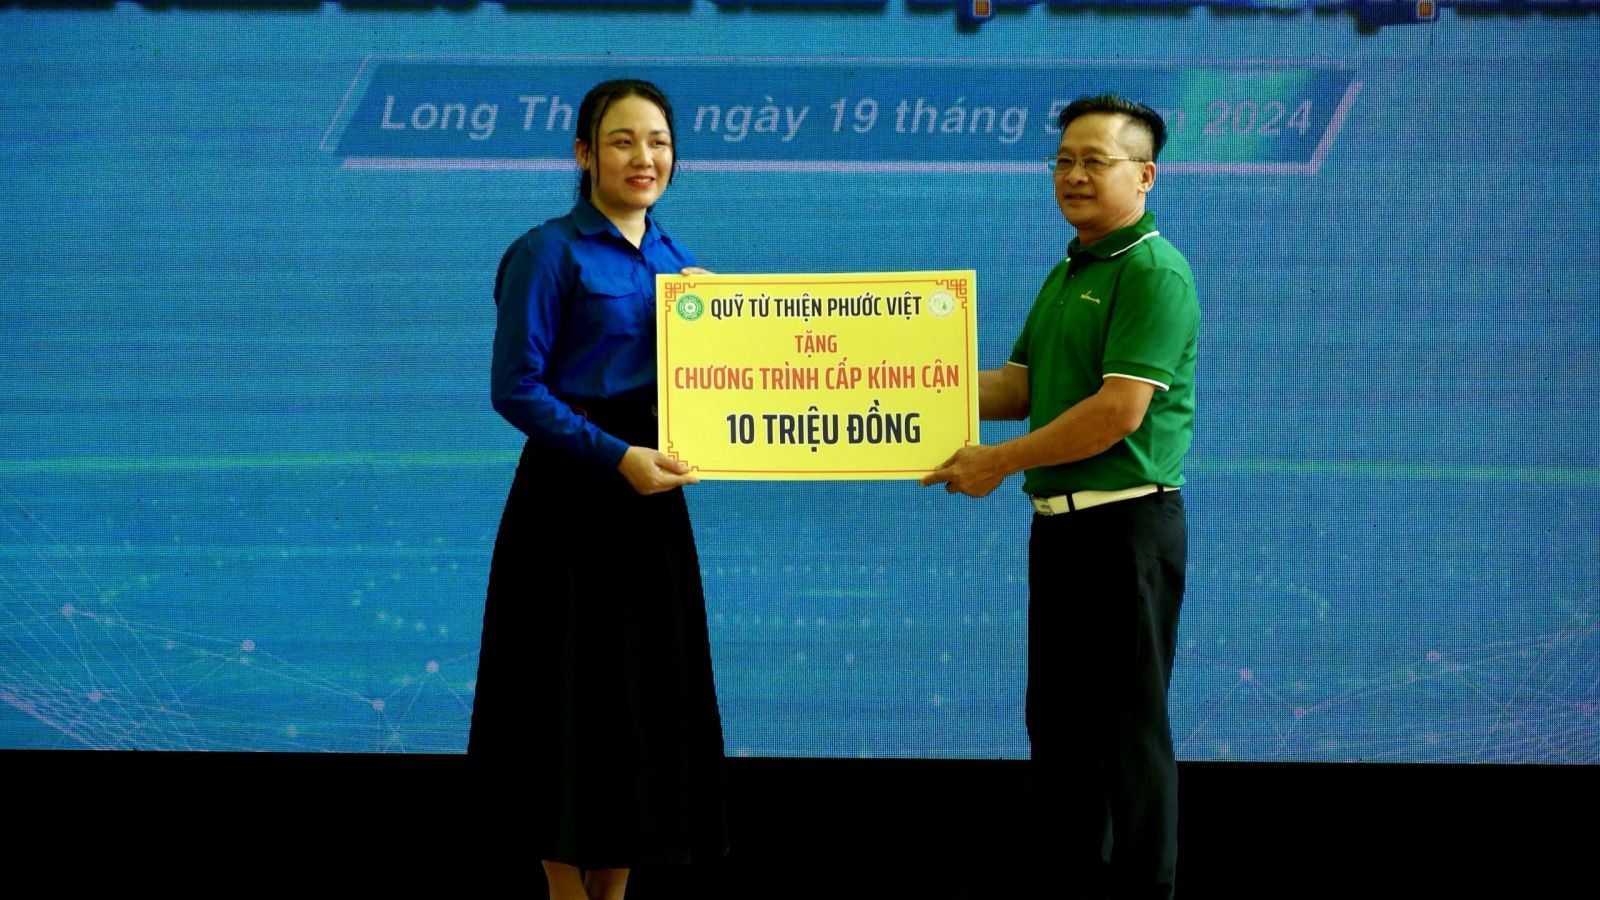 Long Th ngày 19 tháng 2024
QUỸ TỪ THIỆN PHƯỚC VIỆT
TẶNG
CHƯƠNG TRÌNH CẤP KÍNH CẬN
10 TRIỆU ĐỒNG